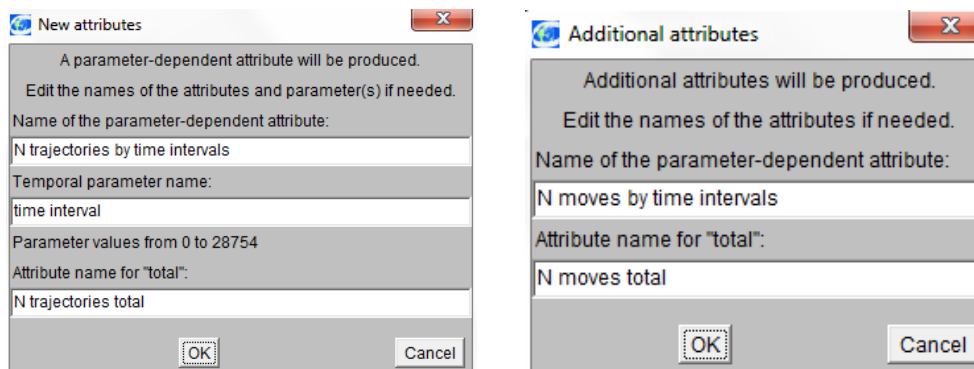 New attributes
A parameter-dependent attribute will be produced.
Edit the names of the attributes and parameter(s) if needed.
Name of the parameter-dependent attribute:
N trajectories by time intervals
Temporal parameter name:
time interval
Parameter values from 0 to 28754
Attribute name for "total":
N trajectories total
OK
Cancel
Additional attributes
Additional attributes will be produced.
Edit the names of the attributes if needed.
Name of the parameter-dependent attribute:
N moves by time intervals
Attribute name for "total":
N moves total
OK
Cancel